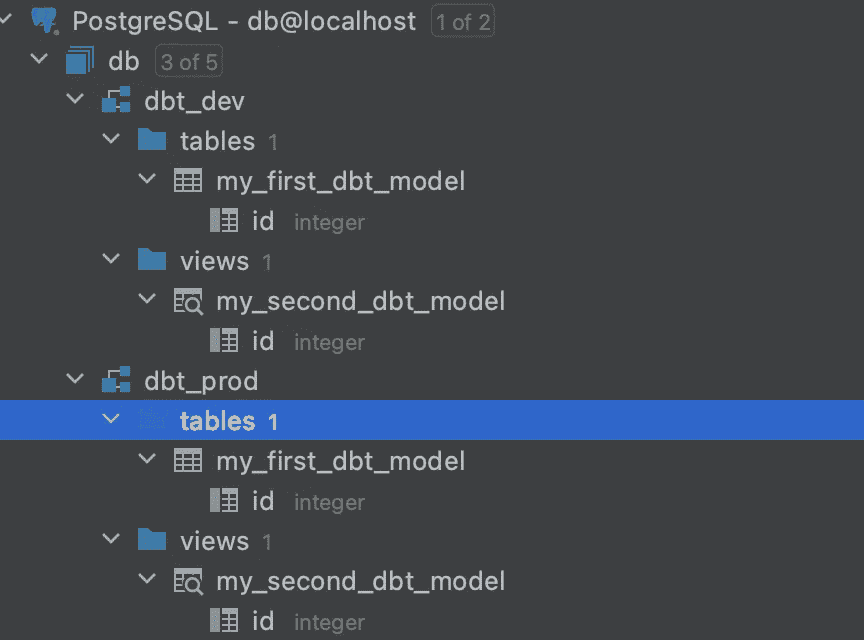 PostgreSQL - db@localhost 1 of 2
db 3 of 5
dbt_dev
tables 1
my_first_dbt_model
id integer
views 1
my_second_dbt_model
id integer
dbt_prod
tables 1
my_first_dbt_model
id integer
views 1
my_second_dbt_model
id integer